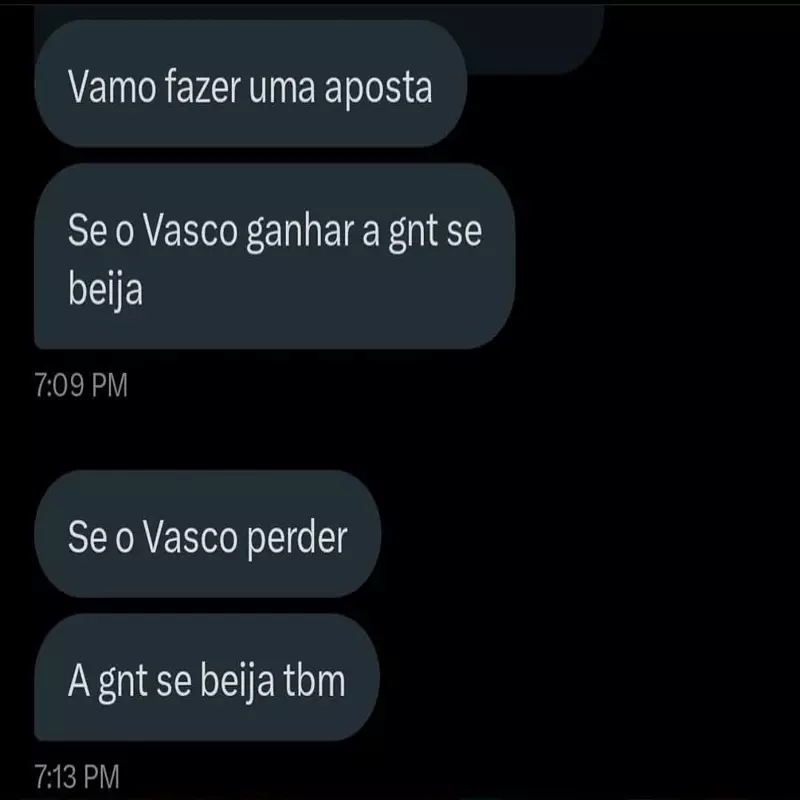 Vamo fazer uma aposta
Se o Vasco ganhar a gnt se
beija
7:09 PM
Se o Vasco perder
A gnt se beija tbm
7:13 PM